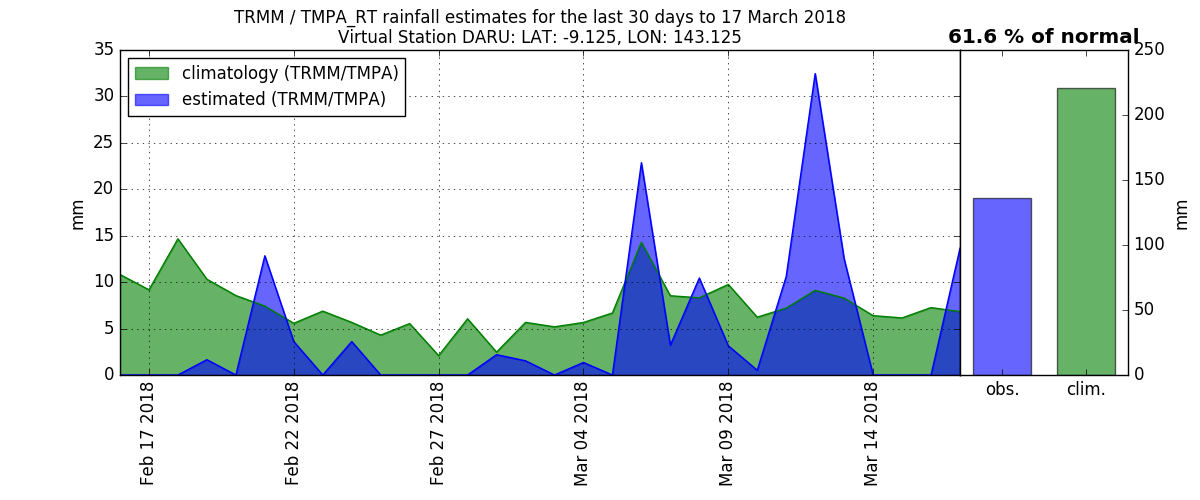 TRMM / TMPA_RT rainfall estimates for the last 30 days to 17 March 2018
Virtual Station DARU: LAT: -9.125, LON: 143.125
61.6 % of normal
climatology (TRMM/TMPA)
estimated (TRMM/TMPA)
35
30
25
20
15
10
5
0
mm
Feb 17 2018
Feb 22 2018
Feb 27 2018
Mar 04 2018
Mar 09 2018
Mar 14 2018
250
200
150
100
50
0
mm
obs.
clim.